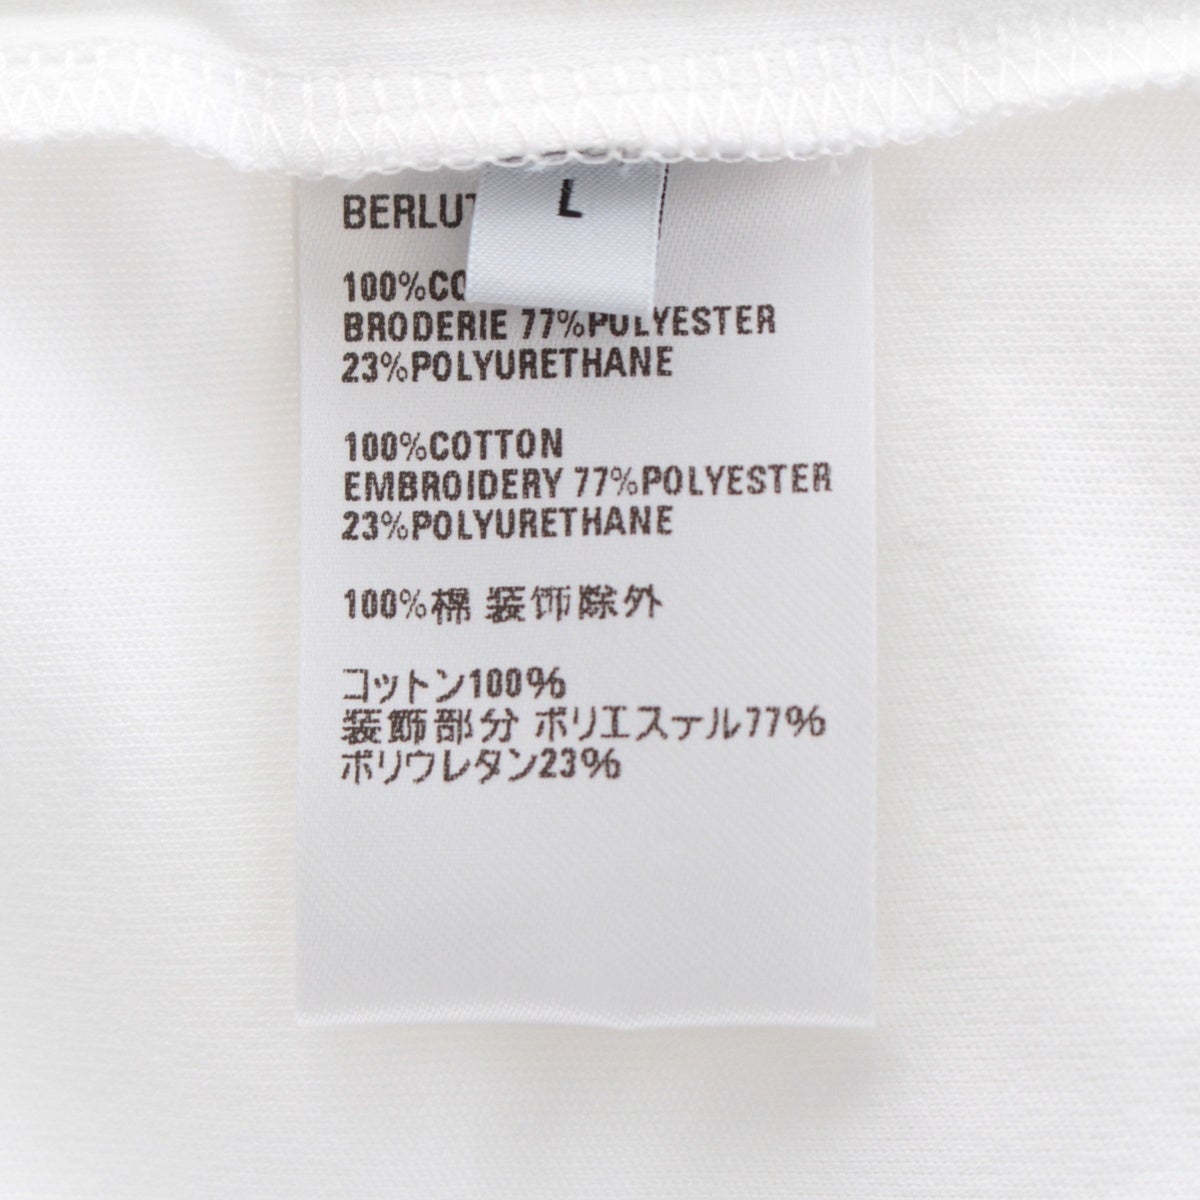 L
100%
BRODERIE 77%POLYESTER
23%POLYURETHANE
100%COTTON
EMBROIDERY 77%POLYESTER
23%POLYURETHANE
100%棉 装饰除外
コットン100%
装飾部分 ポリエステル77%
ポリウレタン23%